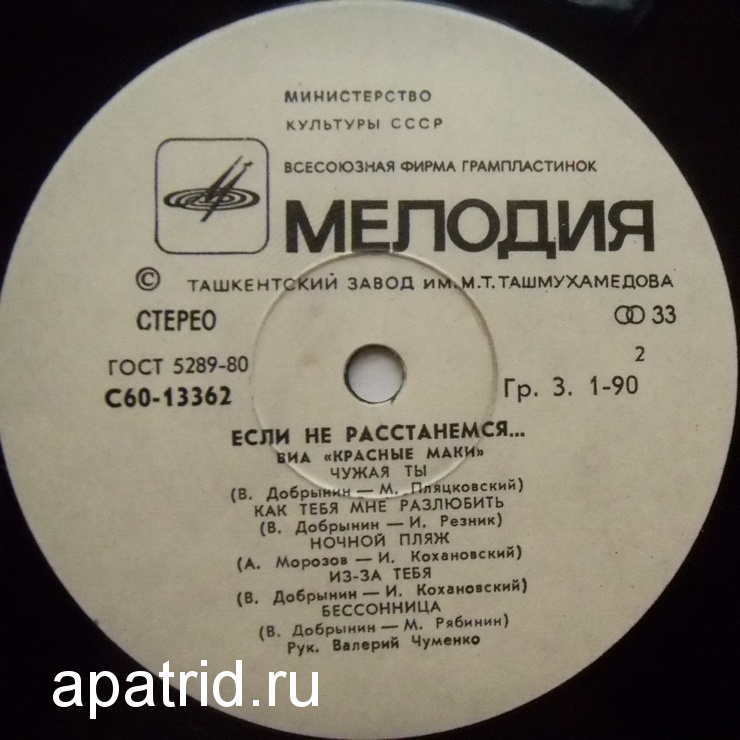 МИНИСТЕРСТВО
КУЛЬТУРЫ СССР
ВСЕСОЮЗНАЯ ФИРМА ГРАМПЛАСТИНОК
МЕЛОДИЯ
© ТАШКЕНТСКИЙ ЗАВОД ИМ. М.Т. ТАШМУХАМЕДОВА
СТЕРЕО 33
ГОСТ 5289-80 2
С60-13362 Гр. 3. 1-90
ЕСЛИ НЕ РАССТАНЕМСЯ...
ВИА «КРАСНЫЕ МАКИ»
ЧУЖАЯ ТЫ
(В. Добрынин — М. Пляцковский)
КАК ТЕБЯ МНЕ РАЗЛЮБИТЬ
(В. Добрынин — И. Резник)
НОЧНОЙ ПЛЯЖ
(А. Морозов — И. Кохановский)
ИЗ-ЗА ТЕБЯ
(В. Добрынин — И. Кохановский)
БЕССОННИЦА
(В. Добрынин — М. Рябинин)
Рук. Валерий Чуменко
apatrid.ru